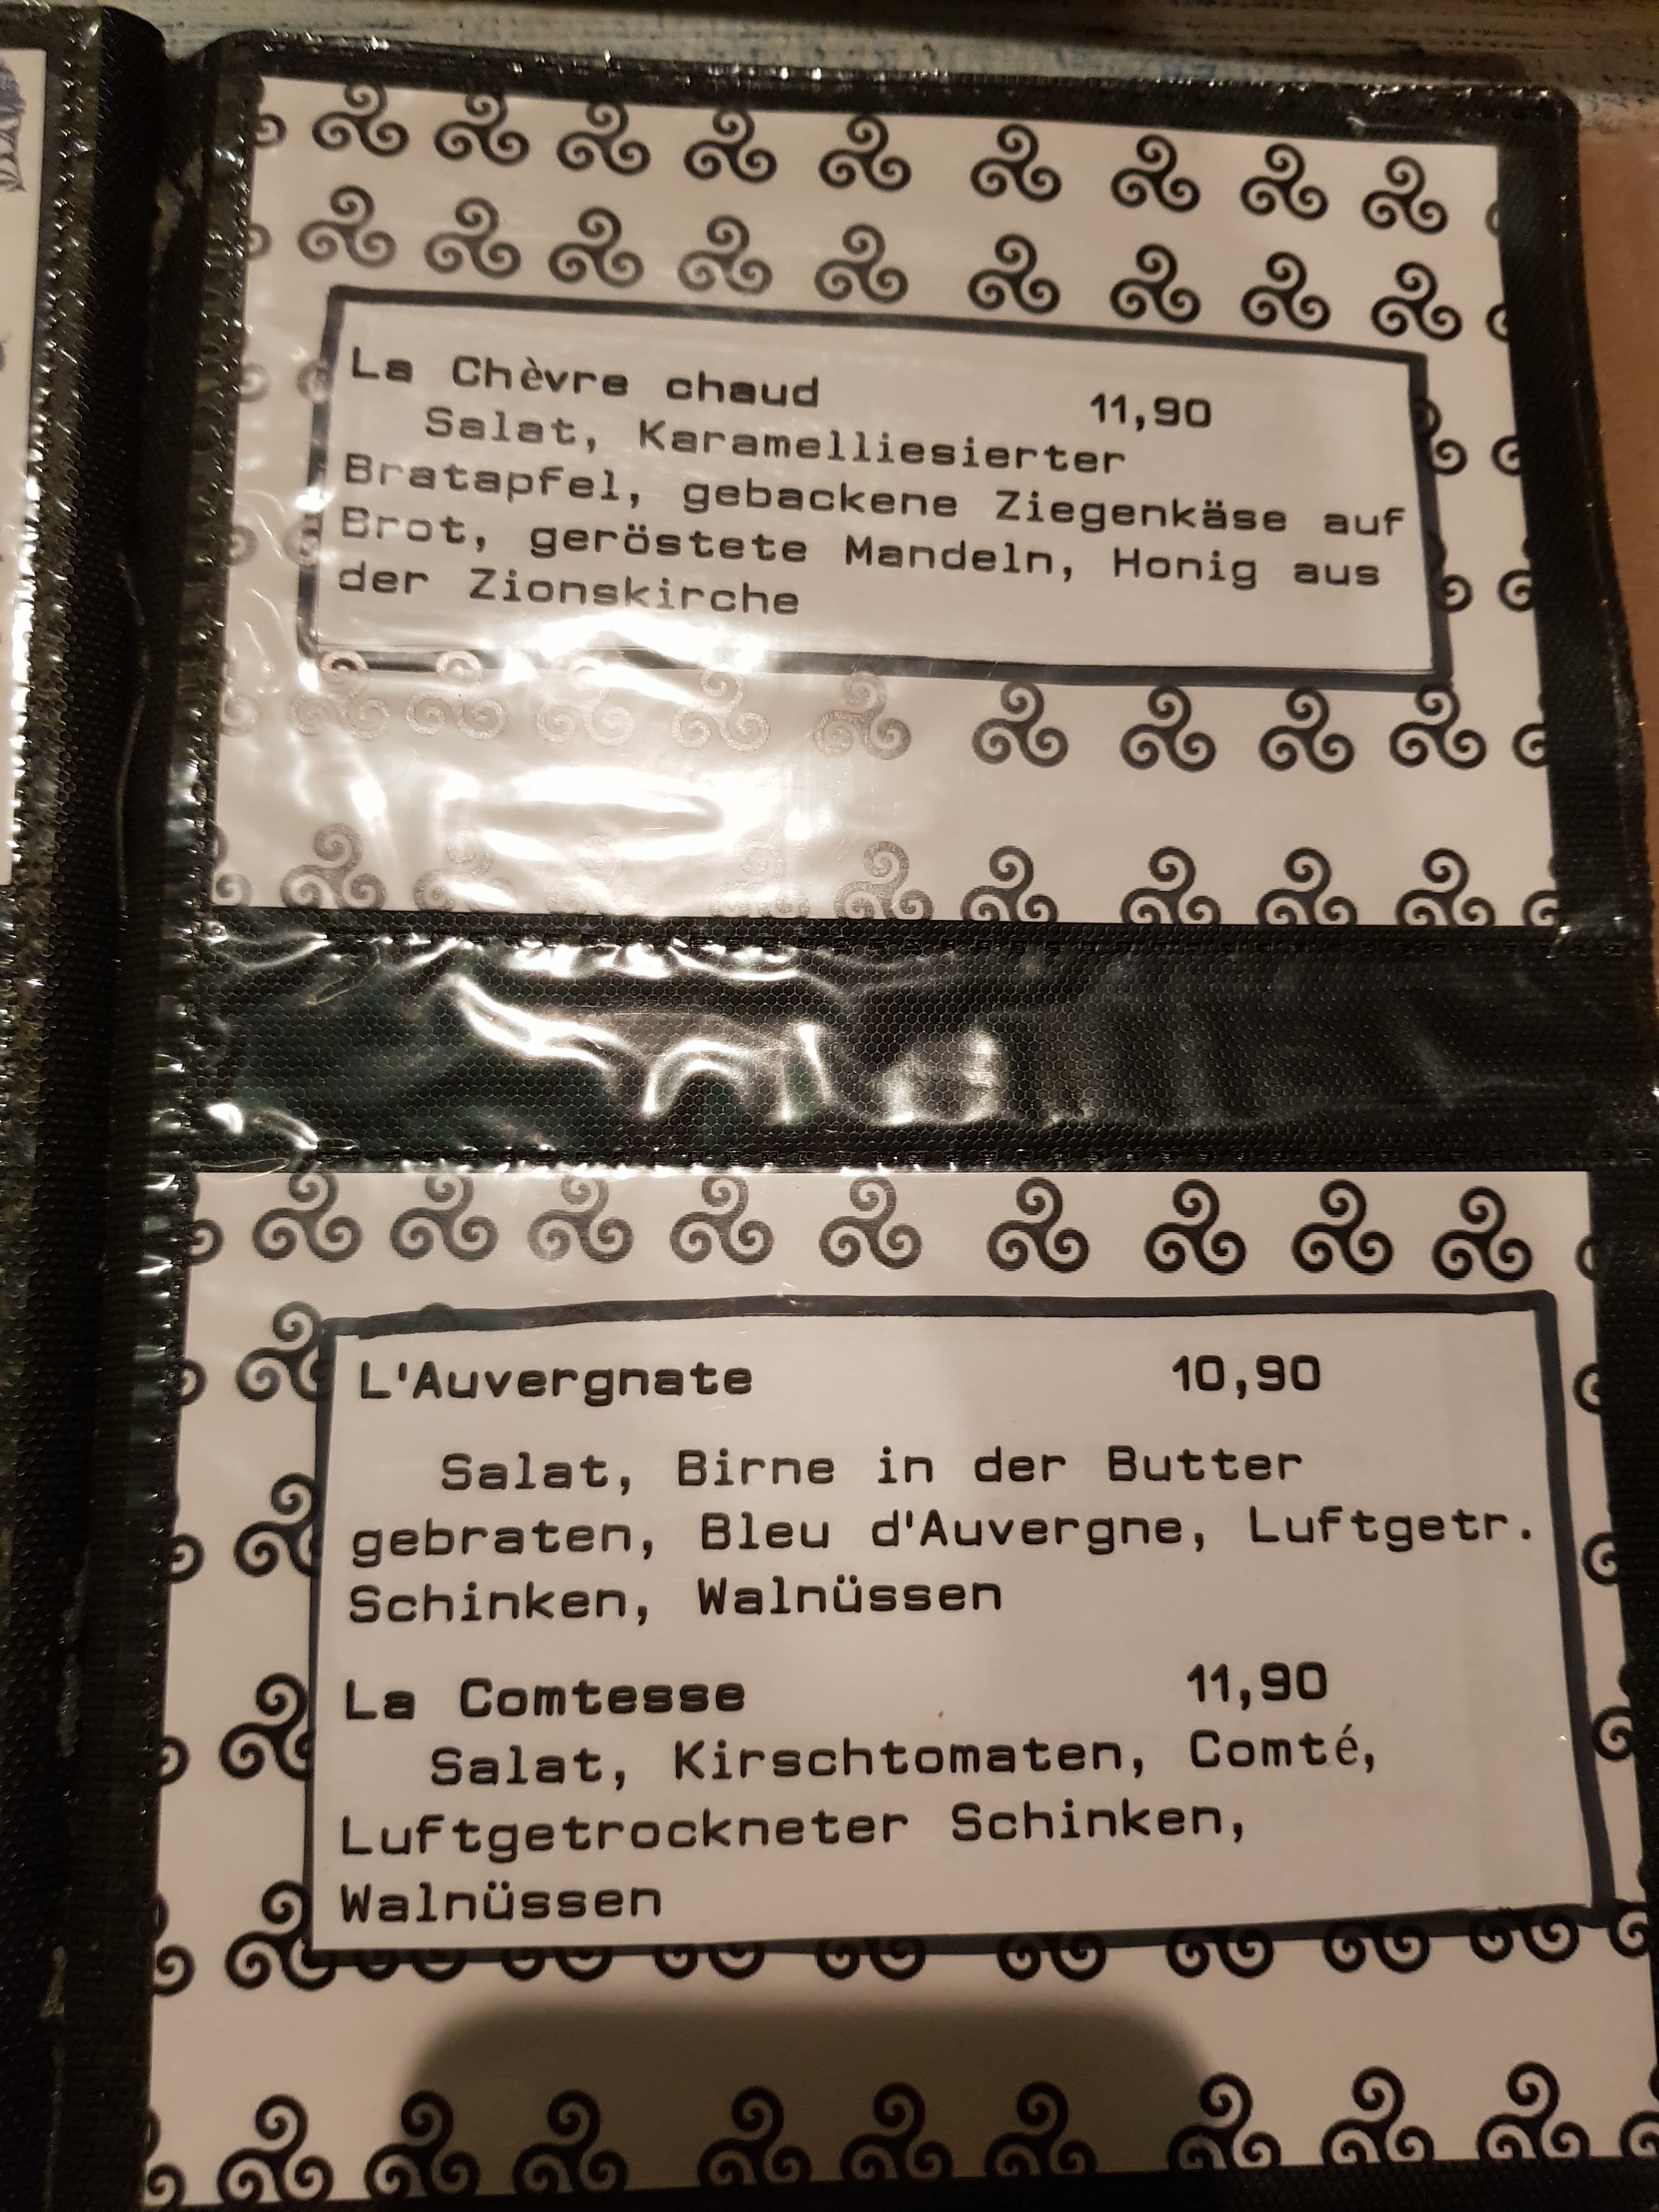 La Chèvre chaud 11,90
Salat, Karamelliesierter
Bratapfel, gebackene Ziegenkäse auf
Brot, geröstete Mandeln, Honig aus
der Zionskirche
L'Auvergnate 10,90
Salat, Birne in der Butter
gebraten, Bleu d'Auvergne, Luftgetr.
Schinken, Walnüssen
La Comtesse 11,90
Salat, Kirschtomaten, Comté,
Luftgetrockneter Schinken,
Walnüssen